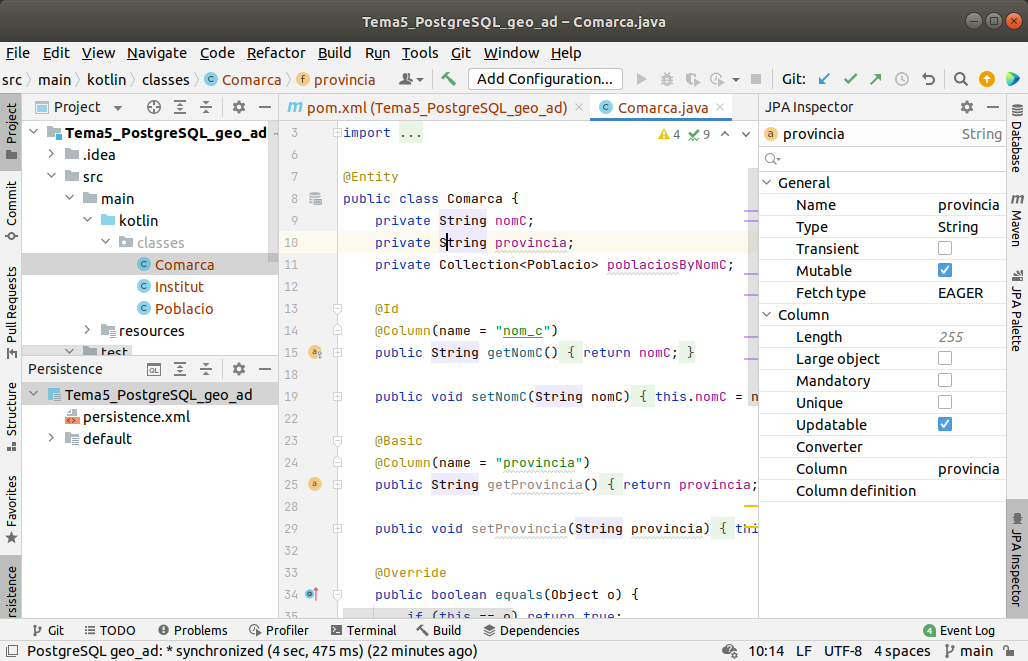 Tema5_PostgreSQL_geo_ad – Comarca.java
File Edit View Navigate Code Refactor Build Run Tools Git Window Help
src main kotlin classes Comarca provincia Add Configuration... Git:
Project
pom.xml (Tema5_PostgreSQL_geo_ad) Comarca.java
JPA Inspector
Tema5_PostgreSQL_geo_ad
.idea
src
main
kotlin
classes
Comarca
Institut
Poblacio
resources
test
Persistence
Tema5_PostgreSQL_geo_ad
persistence.xml
default
Project
Commit
Pull Requests
Structure
Favorites
rsistence
4 9
3 import ...
6
7 @Entity
8 public class Comarca {
9 private String nomC;
10 private String provincia;
11 private Collection<Poblacio> poblaciosByNomC;
12
13 @Id
14 @Column(name = "nom_c")
15 public String getNomC() { return nomC; }
18
19 public void setNomC(String nomC) { this.nomC = n
22
23 @Basic
24 @Column(name = "provincia")
25 public String getProvincia() { return provincia;
28
29 public void setProvincia(String provincia) { thi
32
33 @Override
34 public boolean equals(Object o) {
35 if (this == o) return true;
provincia String
General
Name provincia
Type String
Transient
Mutable
Fetch type EAGER
Column
Length 255
Large object
Mandatory
Unique
Updatable
Converter
Column provincia
Column definition
Database
Maven
JPA Palette
JPA Inspector
Git TODO Problems Profiler Terminal Build Dependencies 4 Event Log
PostgreSQL geo_ad: * synchronized (4 sec, 475 ms) (22 minutes ago) 10:14 LF UTF-8 4 spaces main